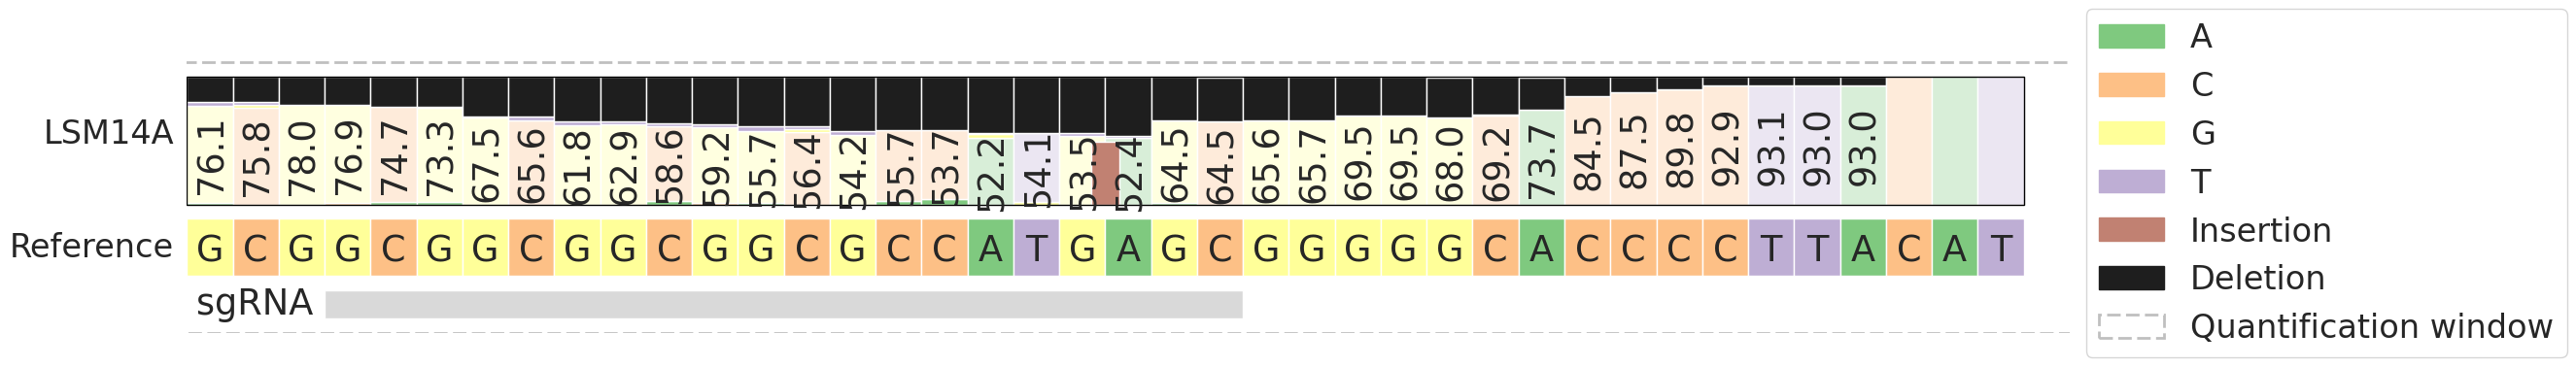 LSM14A 76.1 75.8 78.0 76.9 74.7 73.3 67.5 65.6 61.8 62.9 58.6 59.2 55.7 56.4 54.2 55.7 53.7 52.2 54.1 53.5 52.4 64.5 64.5 65.6 65.7 69.5 69.5 68.0 69.2 73.7 84.5 87.5 89.8 92.9 93.1 93.0 93.0
Reference G C G G C G G C G G C G G C G C C A T G A G C G G G G G C A C C C C T T A C A T
sgRNA
A
C
G
T
Insertion
Deletion
Quantification window